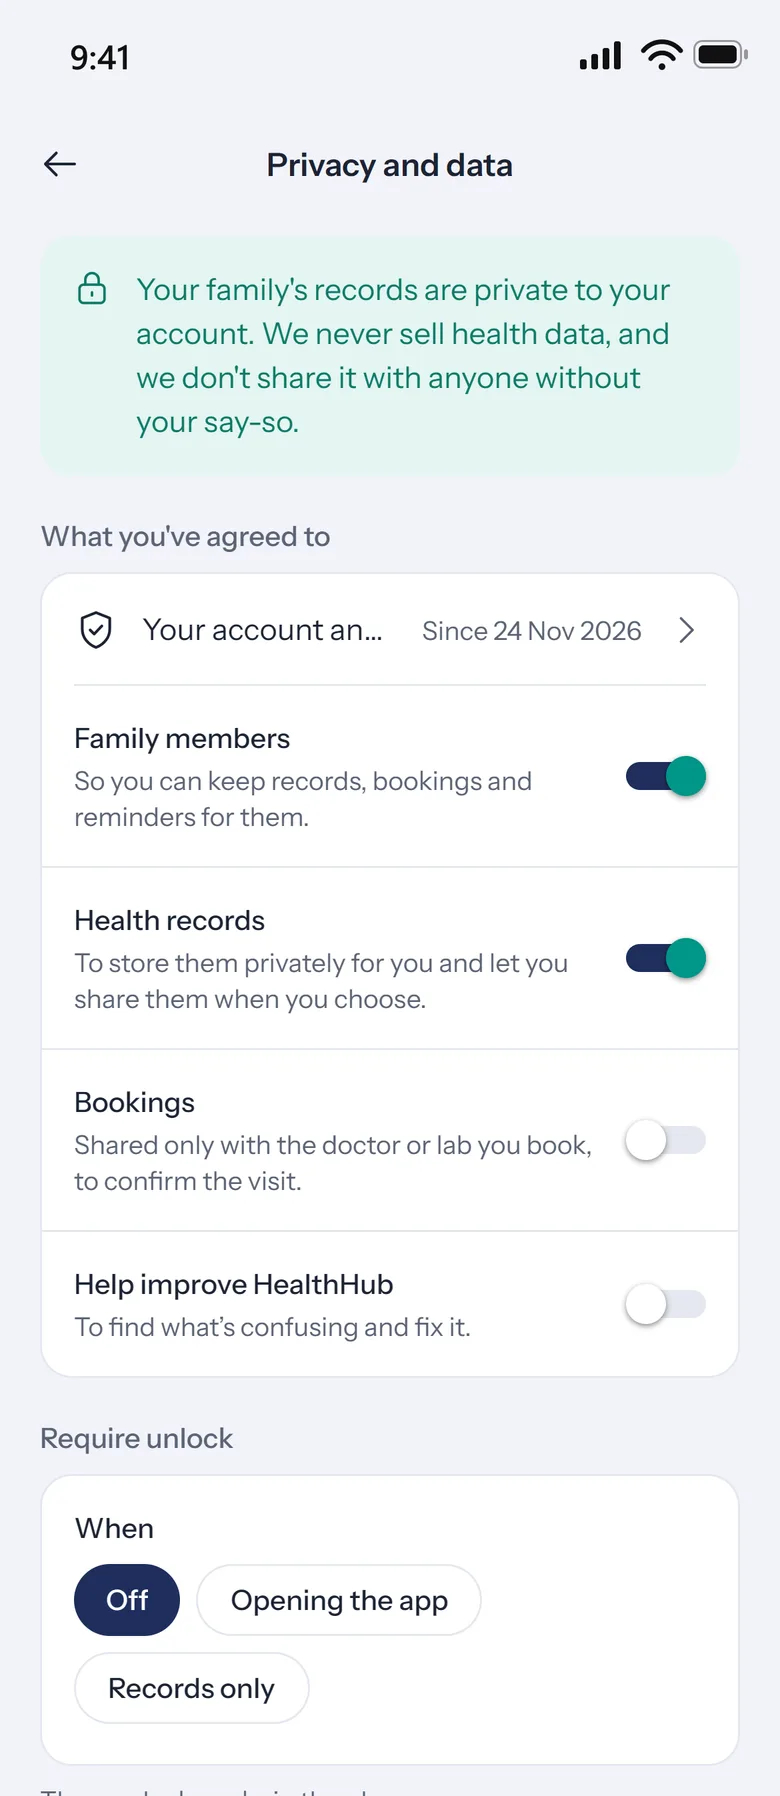 9:41
Privacy and data
Your family's records are private to your
account. We never sell health data, and
we don't share it with anyone without
your say-so.
What you've agreed to
Your account an... Since 24 Nov 2026
Family members
So you can keep records, bookings and
reminders for them.
Health records
To store them privately for you and let you
share them when you choose.
Bookings
Shared only with the doctor or lab you book,
to confirm the visit.
Help improve HealthHub
To find what’s confusing and fix it.
Require unlock
When
Off
Opening the app
Records only